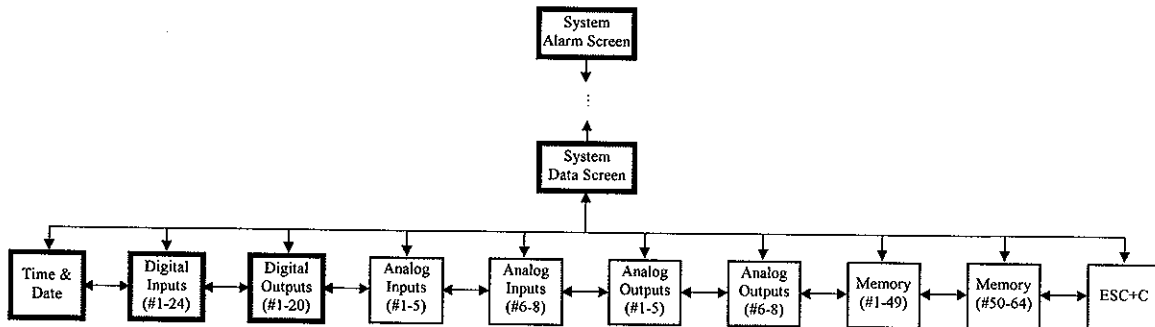 System
Alarm Screen
⋮
System
Data Screen
Time &
Date
Digital
Inputs
(#1-24)
Digital
Outputs
(#1-20)
Analog
Inputs
(#1-5)
Analog
Inputs
(#6-8)
Analog
Outputs
(#1-5)
Analog
Outputs
(#6-8)
Memory
(#1-49)
Memory
(#50-64)
ESC+C